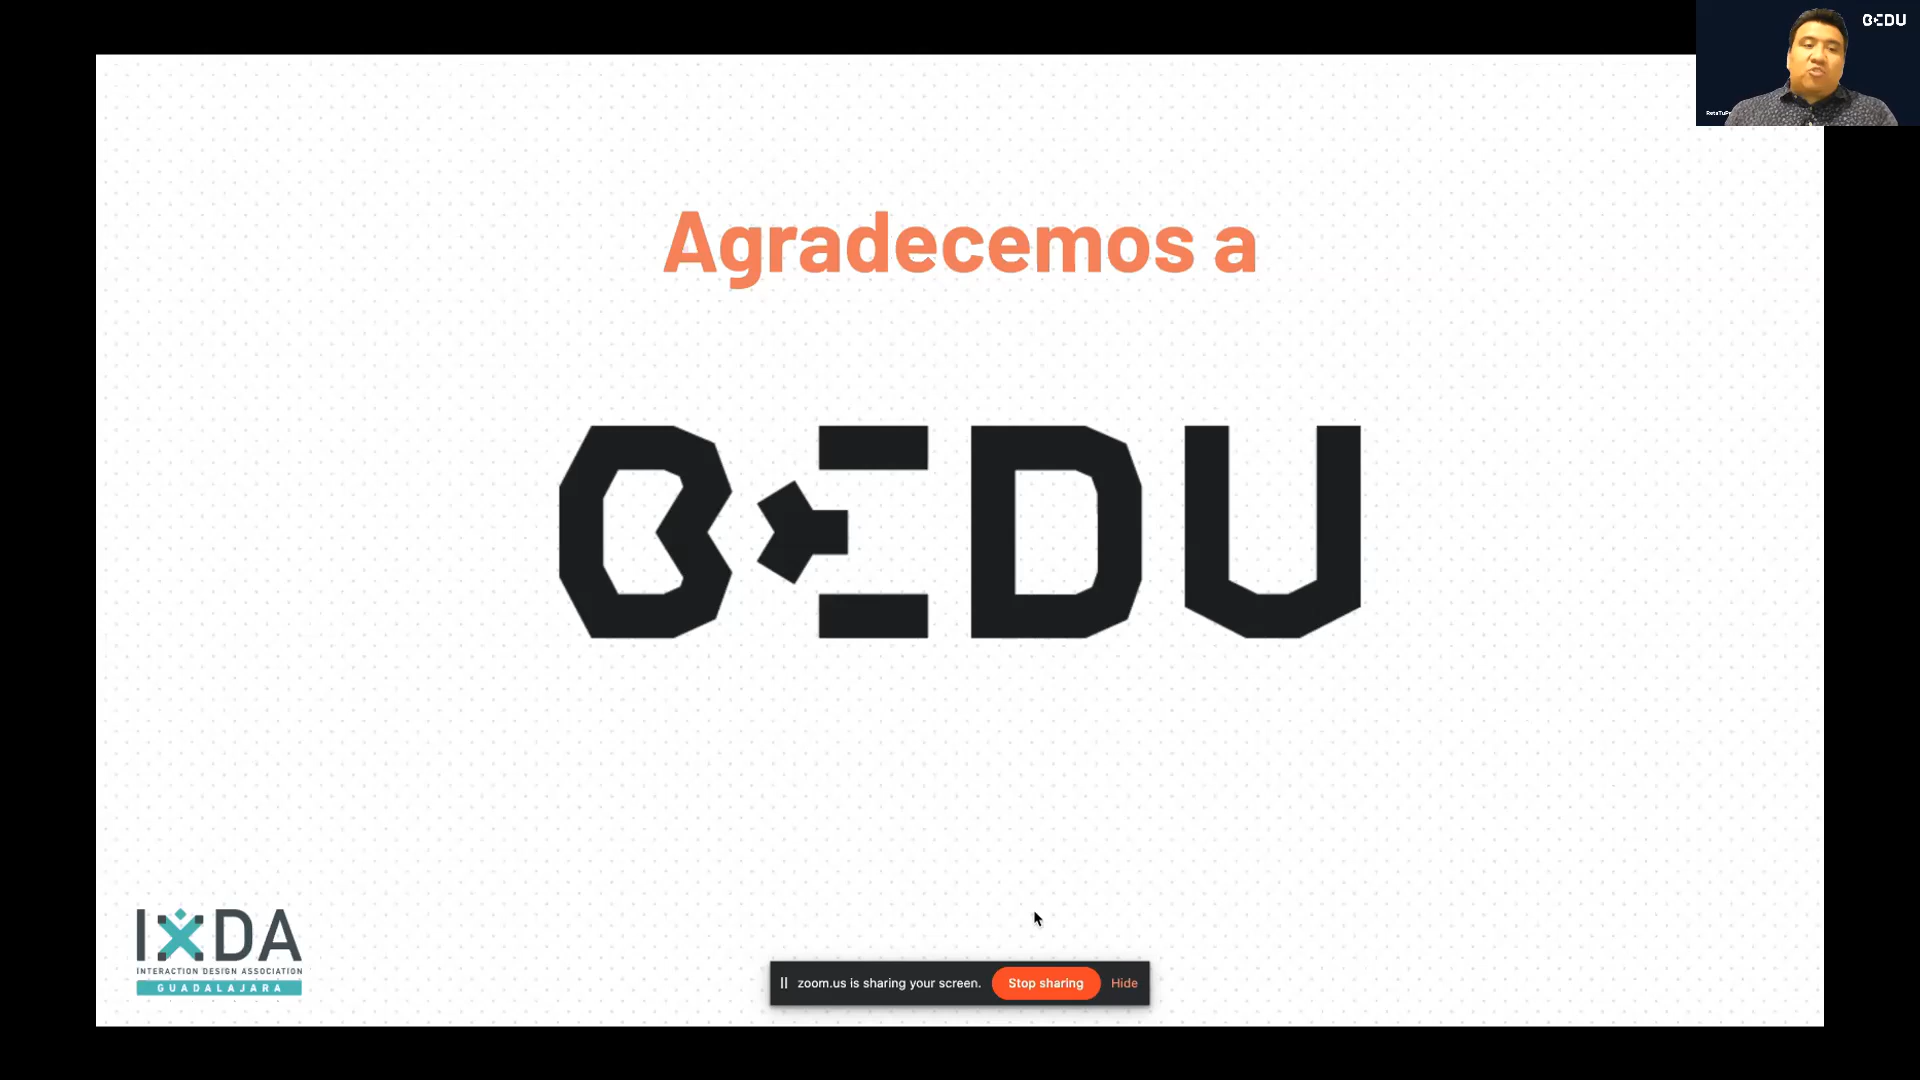 BEDU
Agradecemos a
BEDU
IXDA
INTERACTION DESIGN ASSOCIATION
GUADALAJARA
zoom.us is sharing your screen. Stop sharing Hide